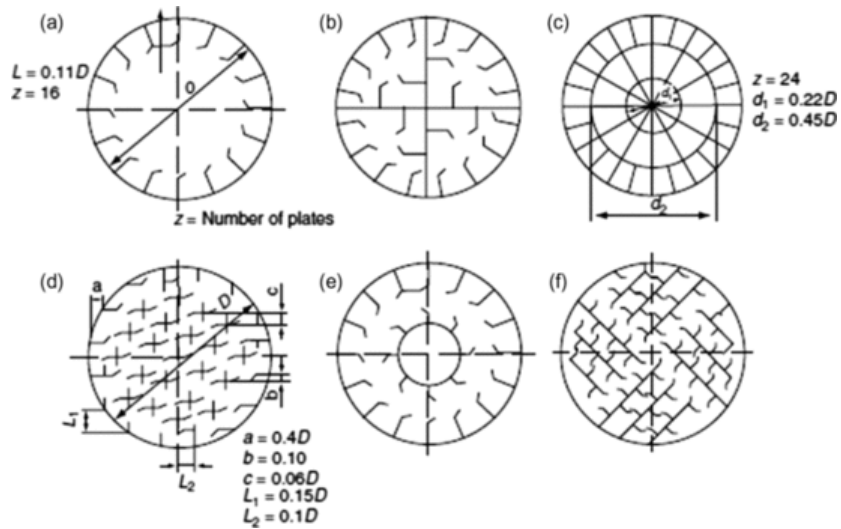 (a)
L = 0.11D
z = 16
0
z = Number of plates
(b)
(c)
d₁
z = 24
d₁ = 0.22D
d₂ = 0.45D
d₂
(d)
a
D
c
b
L₁
L₂
a = 0.4D
b = 0.10
c = 0.06D
L₁ = 0.15D
L₂ = 0.1D
(e)
(f)